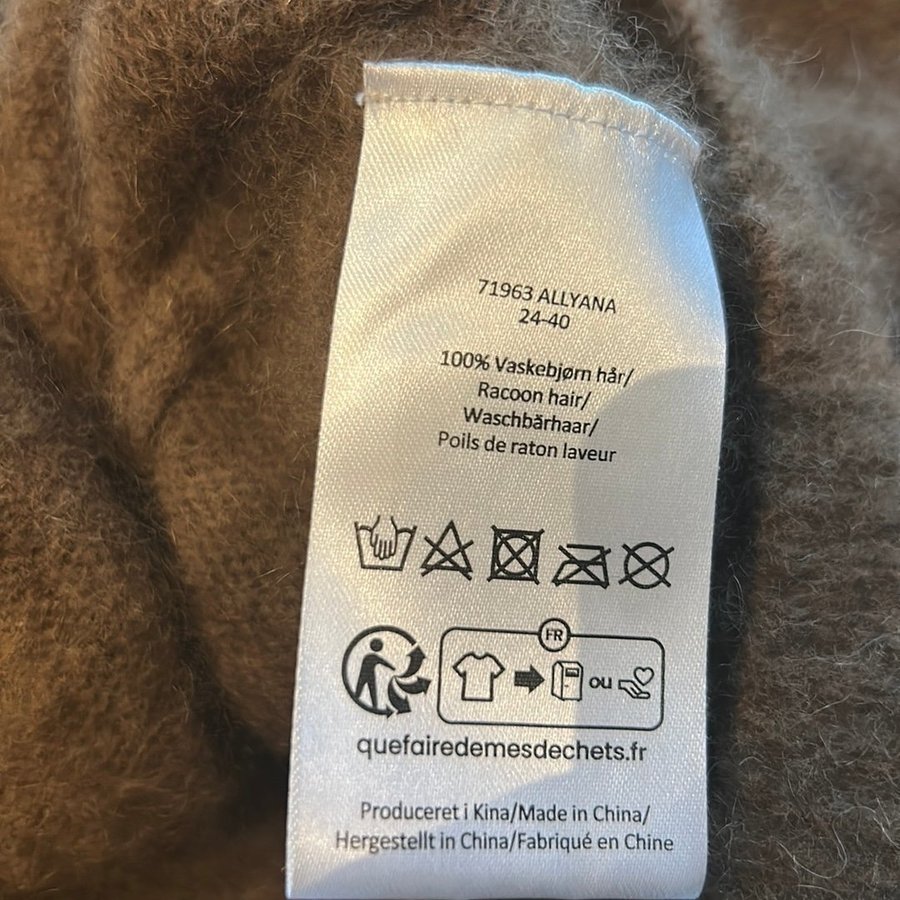 71963 ALLYANA
24-40
100% Vaskebjørn hår/
Racoon hair/
Waschbärhaar/
Poils de raton laveur
FR
ou
quefairedemesdechets.fr
Produceret i Kina/Made in China/
Hergestellt in China/Fabriqué en Chine